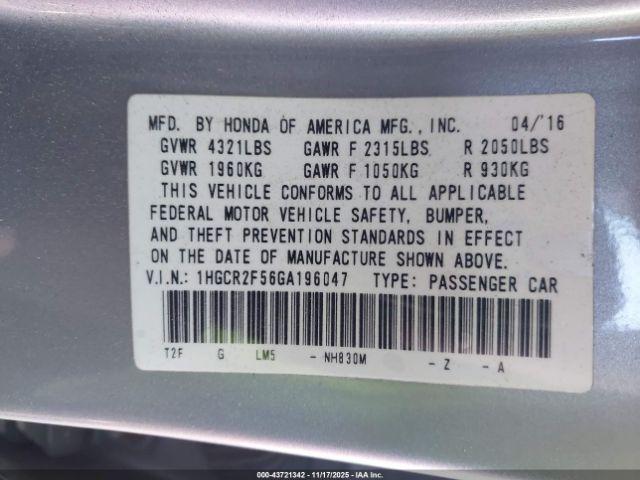 MFD. BY HONDA OF AMERICA MFG., INC. 04/'16
GVWR 4321LBS GAWR F 2315LBS R 2050LBS
GVWR 1960KG GAWR F 1050KG R 930KG
THIS VEHICLE CONFORMS TO ALL APPLICABLE
FEDERAL MOTOR VEHICLE SAFETY, BUMPER,
AND THEFT PREVENTION STANDARDS IN EFFECT
ON THE DATE OF MANUFACTURE SHOWN ABOVE.
V.I.N.: 1HGCR2F56GA196047 TYPE: PASSENGER CAR
T2F G LM5 - NH830M - Z - A
000-43721342 - 11/17/2025 - IAAI.COM